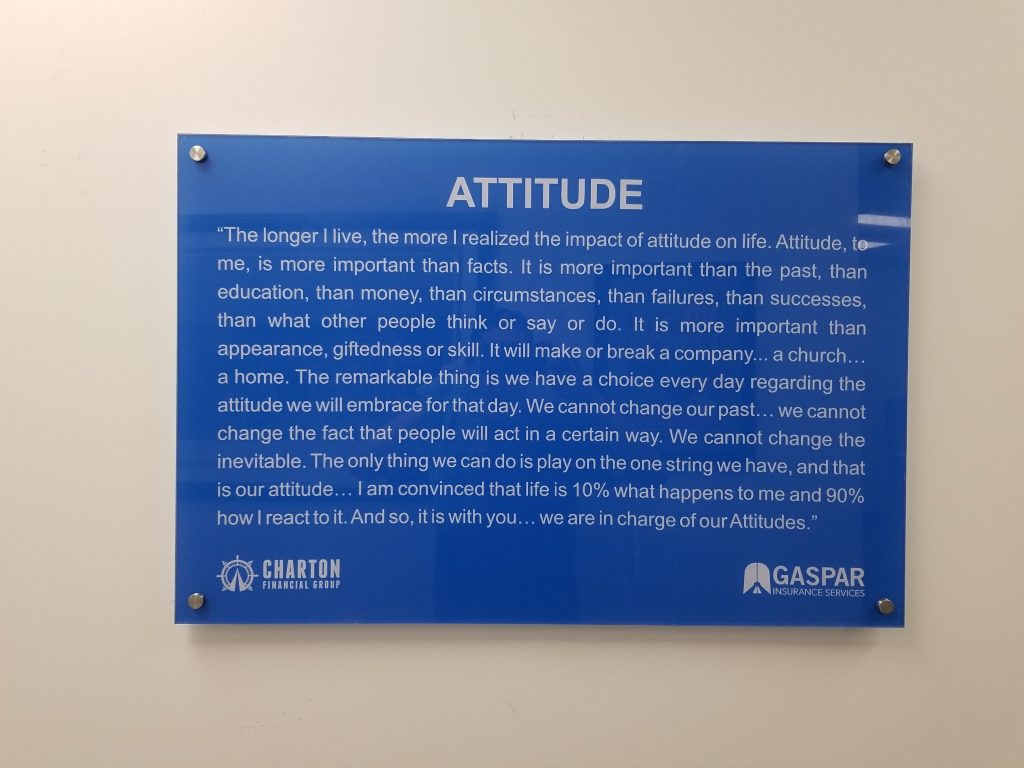 ATTITUDE
“The longer I live, the more I realized the impact of attitude on life. Attitude, to
me, is more important than facts. It is more important than the past, than
education, than money, than circumstances, than failures, than successes,
than what other people think or say or do. It is more important than
appearance, giftedness or skill. It will make or break a company... a church…
a home. The remarkable thing is we have a choice every day regarding the
attitude we will embrace for that day. We cannot change our past… we cannot
change the fact that people will act in a certain way. We cannot change the
inevitable. The only thing we can do is play on the one string we have, and that
is our attitude… I am convinced that life is 10% what happens to me and 90%
how I react to it. And so, it is with you… we are in charge of our Attitudes.”
CHARTON
FINANCIAL GROUP
GASPAR
INSURANCE SERVICES